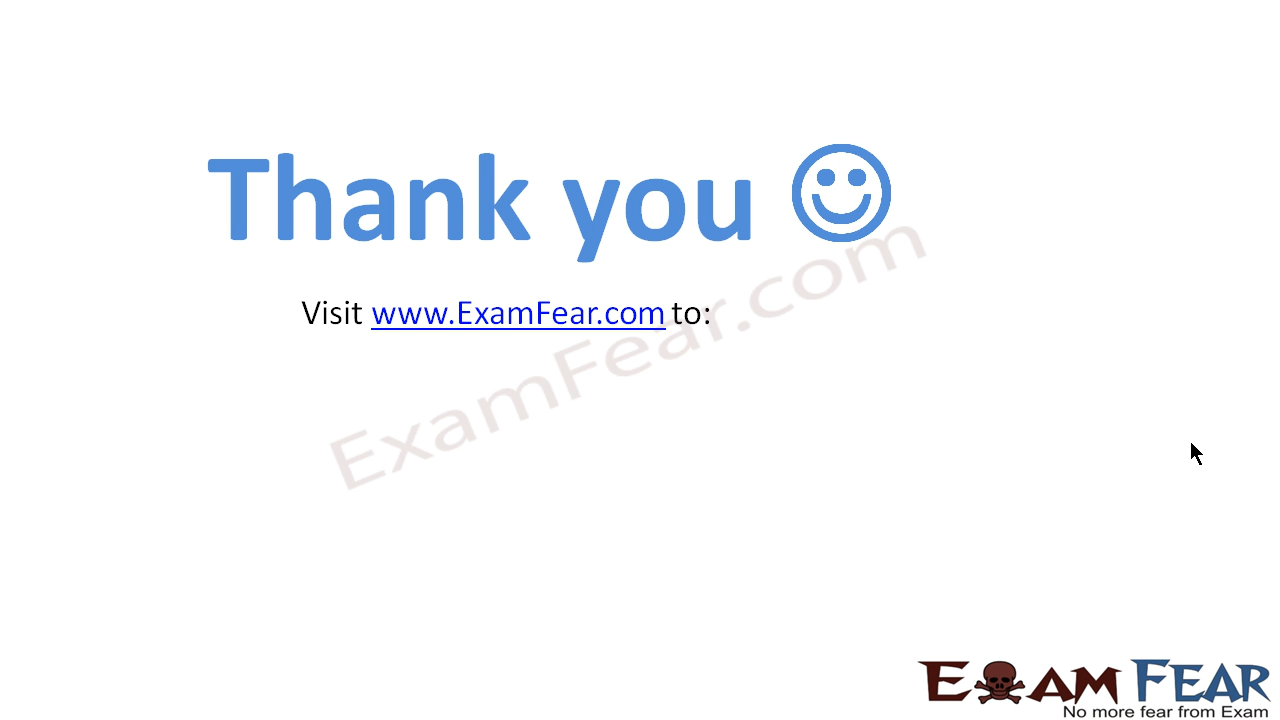 Thank you ☺
Visit www.ExamFear.com to:
ExamFear.com
EXAM FEAR
No more fear from Exam